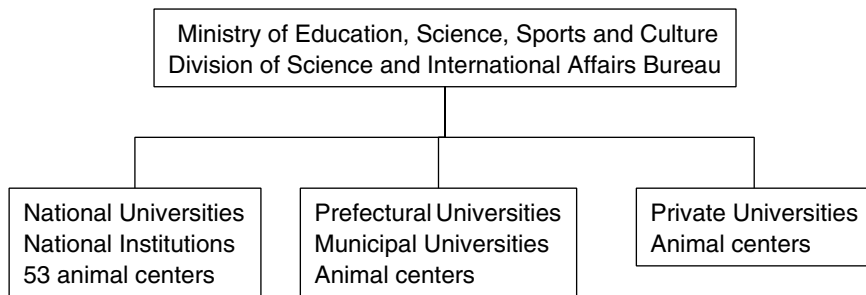 Ministry of Education, Science, Sports and Culture
Division of Science and International Affairs Bureau
National Universities
National Institutions
53 animal centers
Prefectural Universities
Municipal Universities
Animal centers
Private Universities
Animal centers